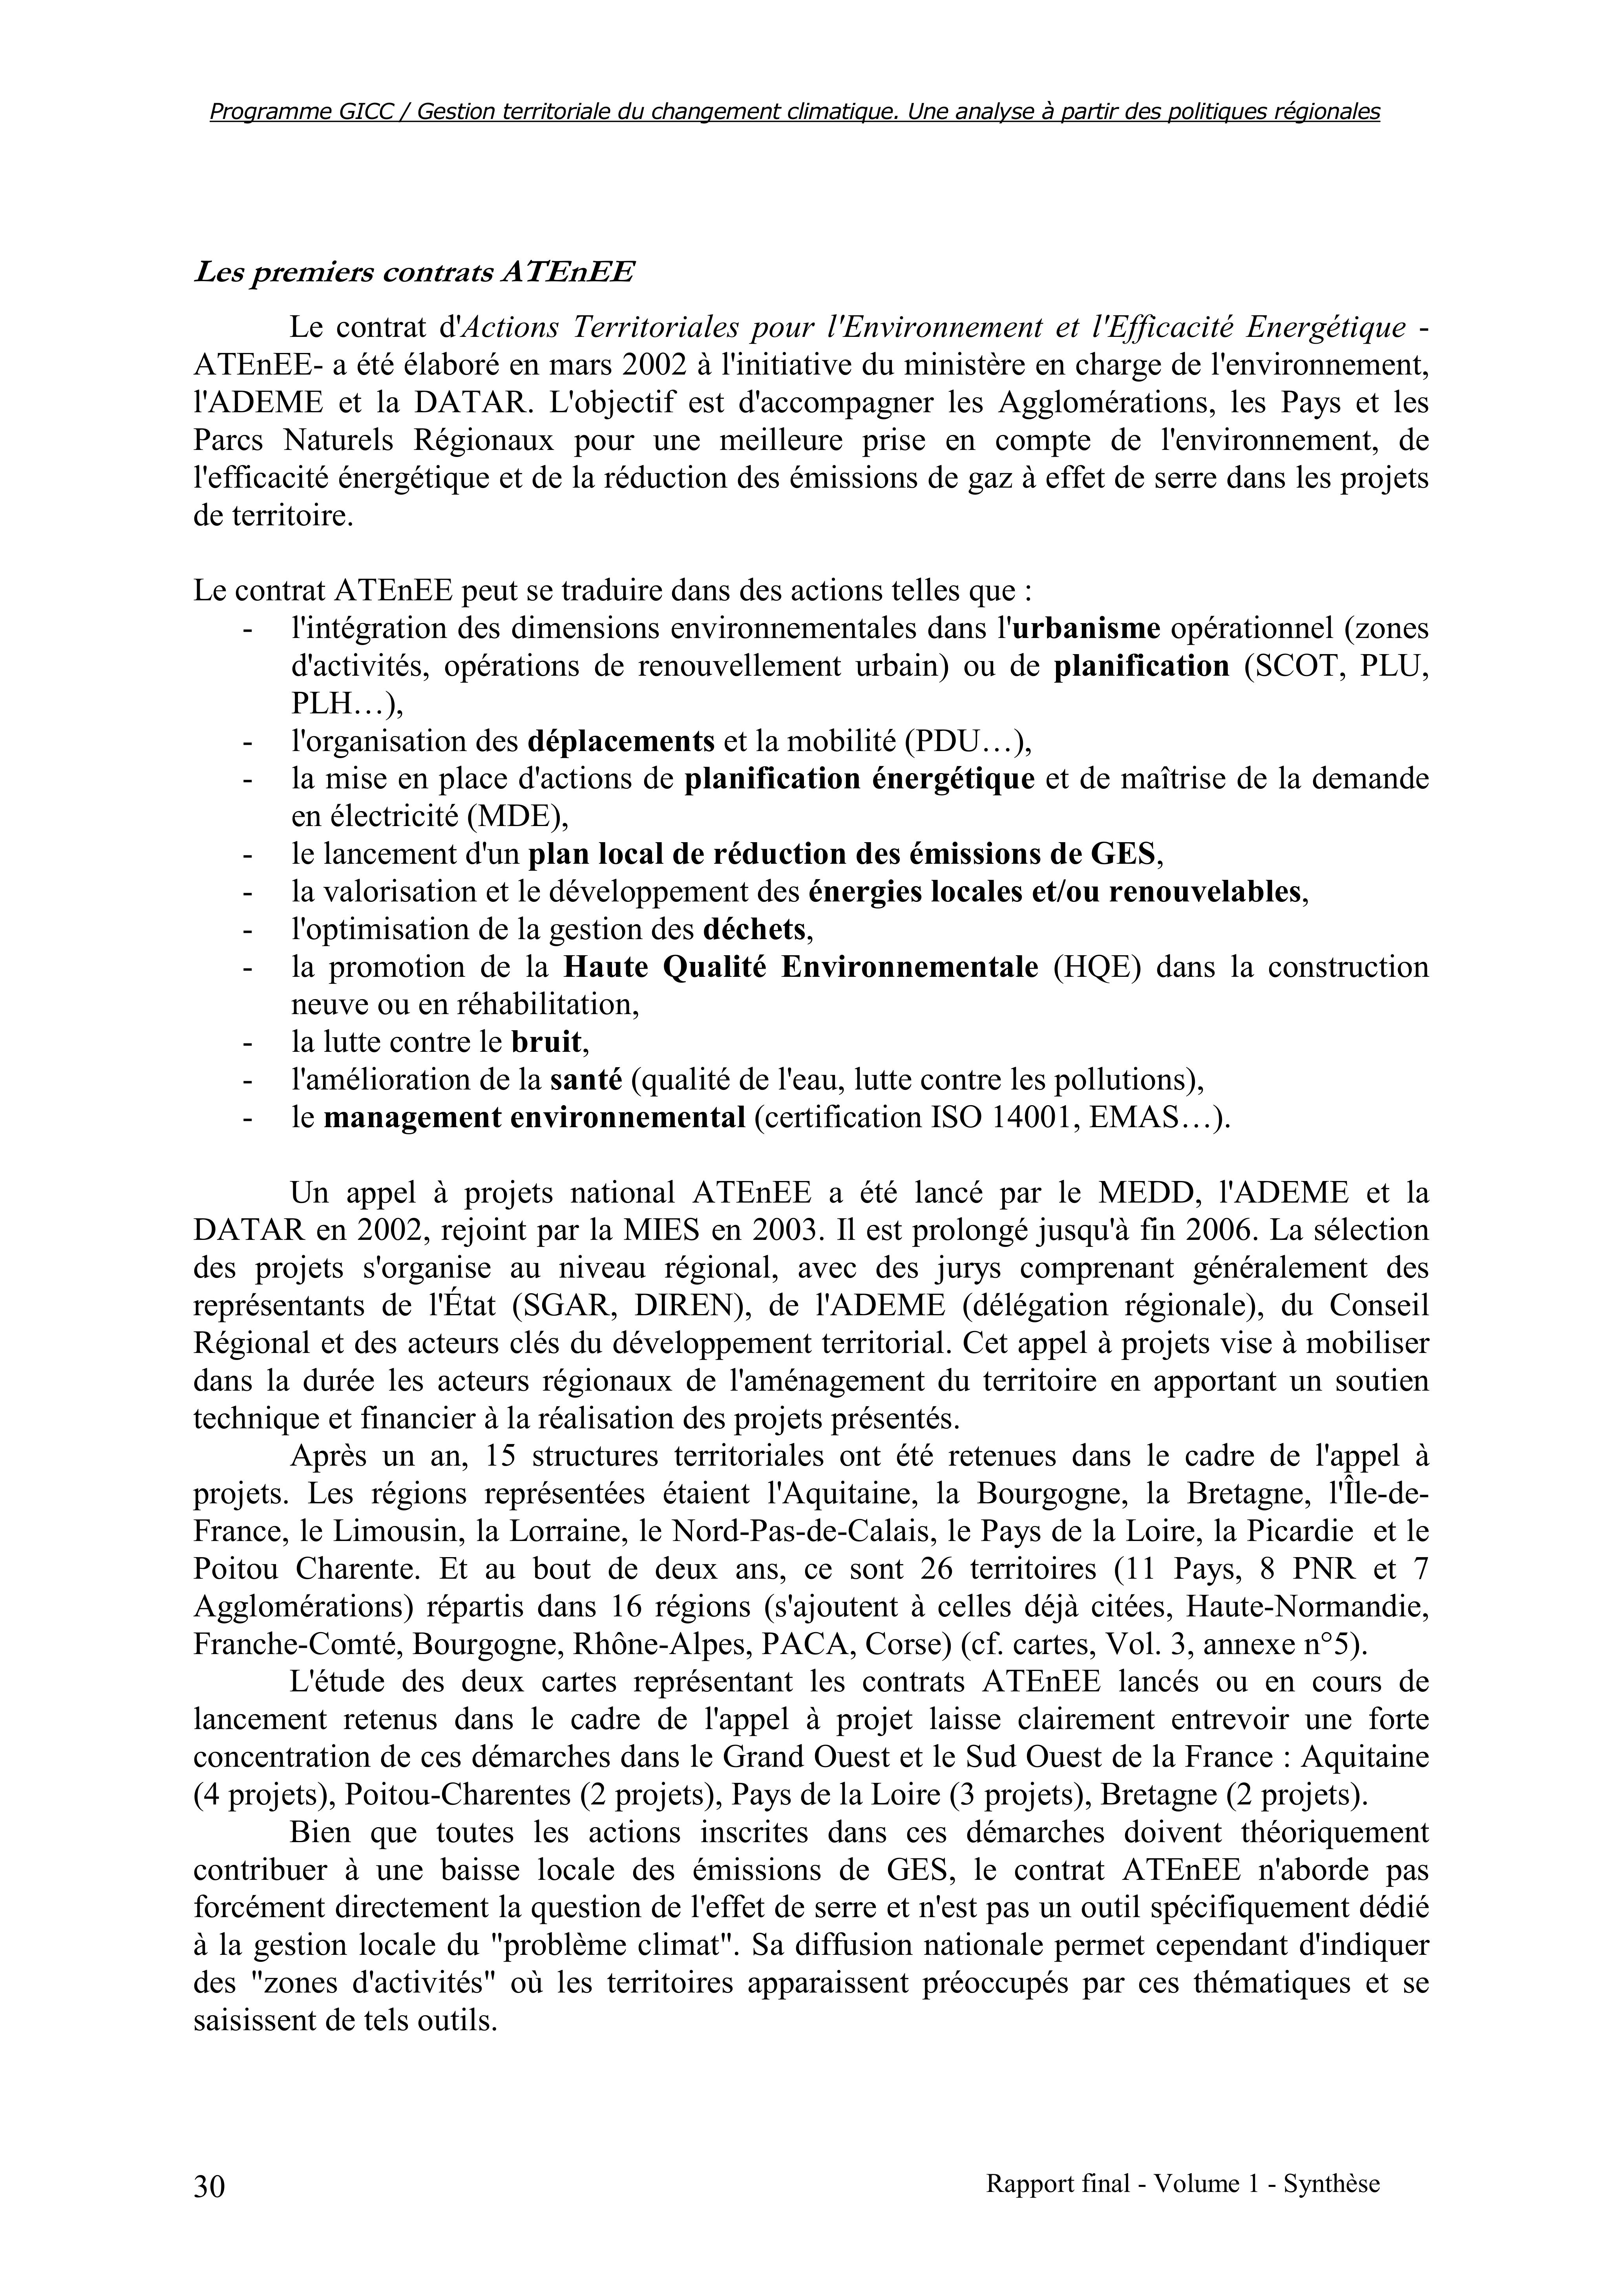 Programme GICC / Gestion territoriale du changement climatique. Une analyse à partir des politiques régionales
Les premiers contrats ATEnEE
Le contrat d'Actions Territoriales pour l'Environnement et l'Efficacité Energétique -
ATEnEE- a été élaboré en mars 2002 à l'initiative du ministère en charge de l'environnement,
l'ADEME et la DATAR. L'objectif est d'accompagner les Agglomérations, les Pays et les
Parcs Naturels Régionaux pour une meilleure prise en compte de l'environnement, de
l'efficacité énergétique et de la réduction des émissions de gaz à effet de serre dans les projets
de territoire.
Le contrat ATEnEE peut se traduire dans des actions telles que :
- l'intégration des dimensions environnementales dans l'urbanisme opérationnel (zones
d'activités, opérations de renouvellement urbain) ou de planification (SCOT, PLU,
PLH…),
- l'organisation des déplacements et la mobilité (PDU…),
- la mise en place d'actions de planification énergétique et de maîtrise de la demande
en électricité (MDE),
- le lancement d'un plan local de réduction des émissions de GES,
- la valorisation et le développement des énergies locales et/ou renouvelables,
- l'optimisation de la gestion des déchets,
- la promotion de la Haute Qualité Environnementale (HQE) dans la construction
neuve ou en réhabilitation,
- la lutte contre le bruit,
- l'amélioration de la santé (qualité de l'eau, lutte contre les pollutions),
- le management environnemental (certification ISO 14001, EMAS…).
Un appel à projets national ATEnEE a été lancé par le MEDD, l'ADEME et la
DATAR en 2002, rejoint par la MIES en 2003. Il est prolongé jusqu'à fin 2006. La sélection
des projets s'organise au niveau régional, avec des jurys comprenant généralement des
représentants de l'État (SGAR, DIREN), de l'ADEME (délégation régionale), du Conseil
Régional et des acteurs clés du développement territorial. Cet appel à projets vise à mobiliser
dans la durée les acteurs régionaux de l'aménagement du territoire en apportant un soutien
technique et financier à la réalisation des projets présentés.
Après un an, 15 structures territoriales ont été retenues dans le cadre de l'appel à
projets. Les régions représentées étaient l'Aquitaine, la Bourgogne, la Bretagne, l'Île-de-
France, le Limousin, la Lorraine, le Nord-Pas-de-Calais, le Pays de la Loire, la Picardie et le
Poitou Charente. Et au bout de deux ans, ce sont 26 territoires (11 Pays, 8 PNR et 7
Agglomérations) répartis dans 16 régions (s'ajoutent à celles déjà citées, Haute-Normandie,
Franche-Comté, Bourgogne, Rhône-Alpes, PACA, Corse) (cf. cartes, Vol. 3, annexe n°5).
L'étude des deux cartes représentant les contrats ATEnEE lancés ou en cours de
lancement retenus dans le cadre de l'appel à projet laisse clairement entrevoir une forte
concentration de ces démarches dans le Grand Ouest et le Sud Ouest de la France : Aquitaine
(4 projets), Poitou-Charentes (2 projets), Pays de la Loire (3 projets), Bretagne (2 projets).
Bien que toutes les actions inscrites dans ces démarches doivent théoriquement
contribuer à une baisse locale des émissions de GES, le contrat ATEnEE n'aborde pas
forcément directement la question de l'effet de serre et n'est pas un outil spécifiquement dédié
à la gestion locale du "problème climat". Sa diffusion nationale permet cependant d'indiquer
des "zones d'activités" où les territoires apparaissent préoccupés par ces thématiques et se
saisissent de tels outils.
30
Rapport final - Volume 1 - Synthèse